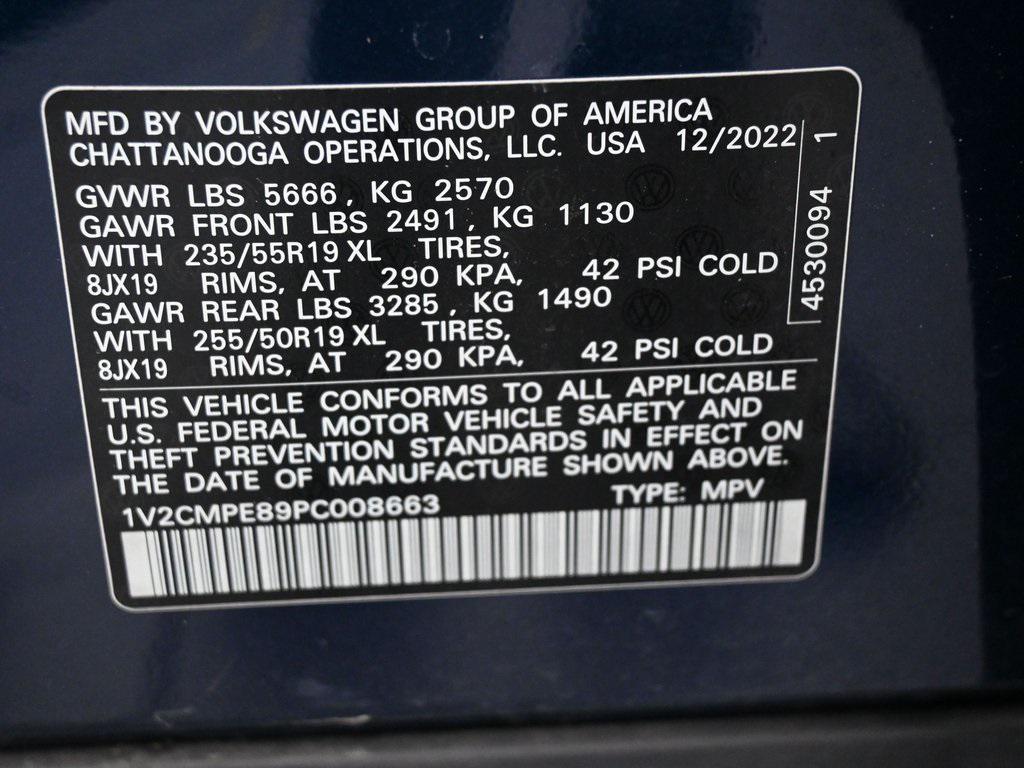 MFD BY VOLKSWAGEN GROUP OF AMERICA
CHATTANOOGA OPERATIONS, LLC. USA 12/2022
GVWR LBS 5666, KG 2570
GAWR FRONT LBS 2491, KG 1130
WITH 235/55R19 XL TIRES,
8JX19 RIMS, AT 290 KPA, 42 PSI COLD
GAWR REAR LBS 3285, KG 1490
WITH 255/50R19 XL TIRES,
8JX19 RIMS, AT 290 KPA, 42 PSI COLD
4530094 1
THIS VEHICLE CONFORMS TO ALL APPLICABLE
U.S. FEDERAL MOTOR VEHICLE SAFETY AND
THEFT PREVENTION STANDARDS IN EFFECT ON
THE DATE OF MANUFACTURE SHOWN ABOVE.
1V2CMPE89PC008663 TYPE: MPV